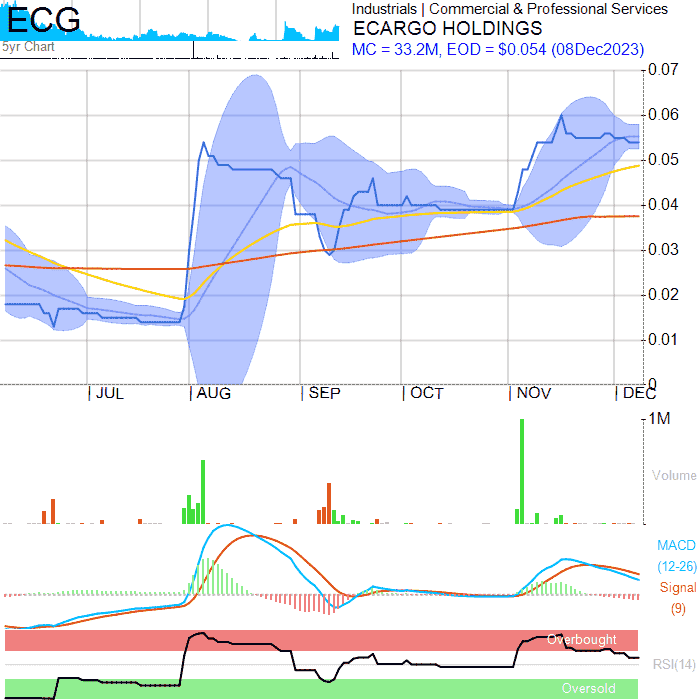 ECG
Industrials | Commercial & Professional Services
ECARGO HOLDINGS
5yr Chart
MC = 33.2M, EOD = $0.054 (08Dec2023)
0.07
0.06
0.05
0.04
0.03
0.02
0.01
0
JUL AUG SEP OCT NOV DEC
1M
Volume
MACD
(12-26)
Signal
(9)
Overbought
RSI(14)
Oversold